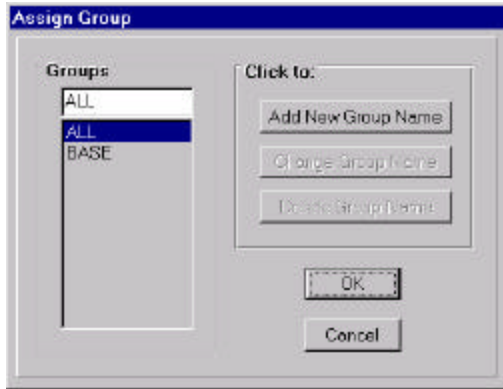 Assign Group
Groups
ALL
ALL
BASE
Click to:
Add New Group Name
Change Group Name
Delete Group Name
OK
Cancel